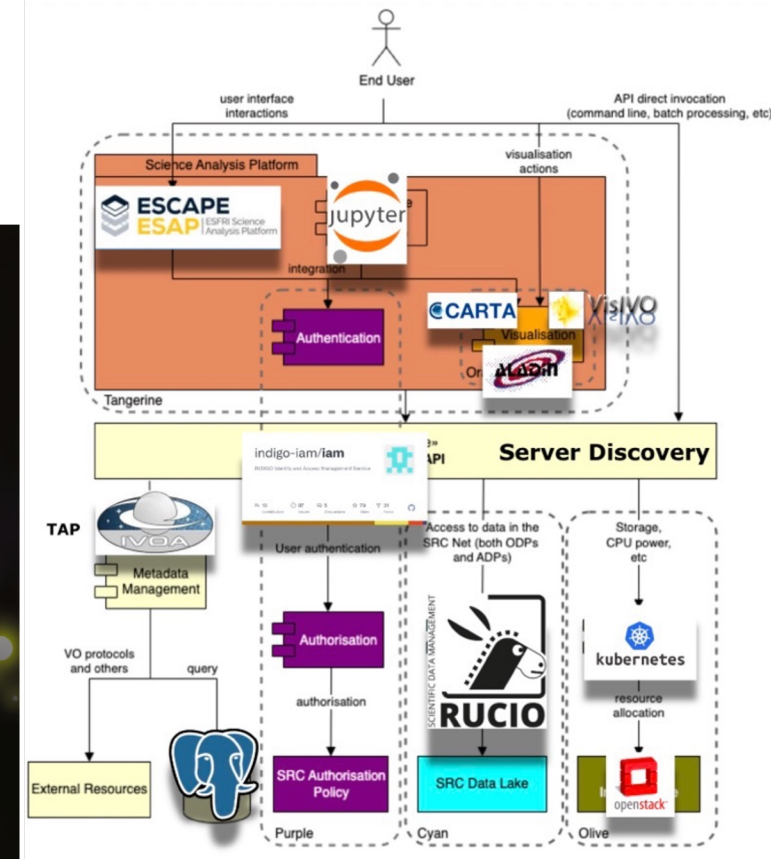 End User
user interface
interactions
API direct invocation
(command line, batch processing, etc)
visualisation
actions
Science Analysis Platform
ESCAPE
ESAP
ESFRI Science
Analysis Platform
jupyter
integration
CARTA
VisIVO
Authentication
Visualisation
ALADIN
Tangerine
API
Server Discovery
indigo-iam/iam
INDIGO Identity and Access Management Service
TAP
IVOA
Metadata
Management
User authentication
Access to data in the
SRC Net (both ODPs
and ADPs)
Storage,
CPU power,
etc
VO protocols
and others
query
Authorisation
SCIENTIFIC DATA MANAGEMENT
RUCIO
kubernetes
authorisation
resource
allocation
External Resources
SRC Authorisation
Policy
SRC Data Lake
openstack
Purple
Cyan
Olive